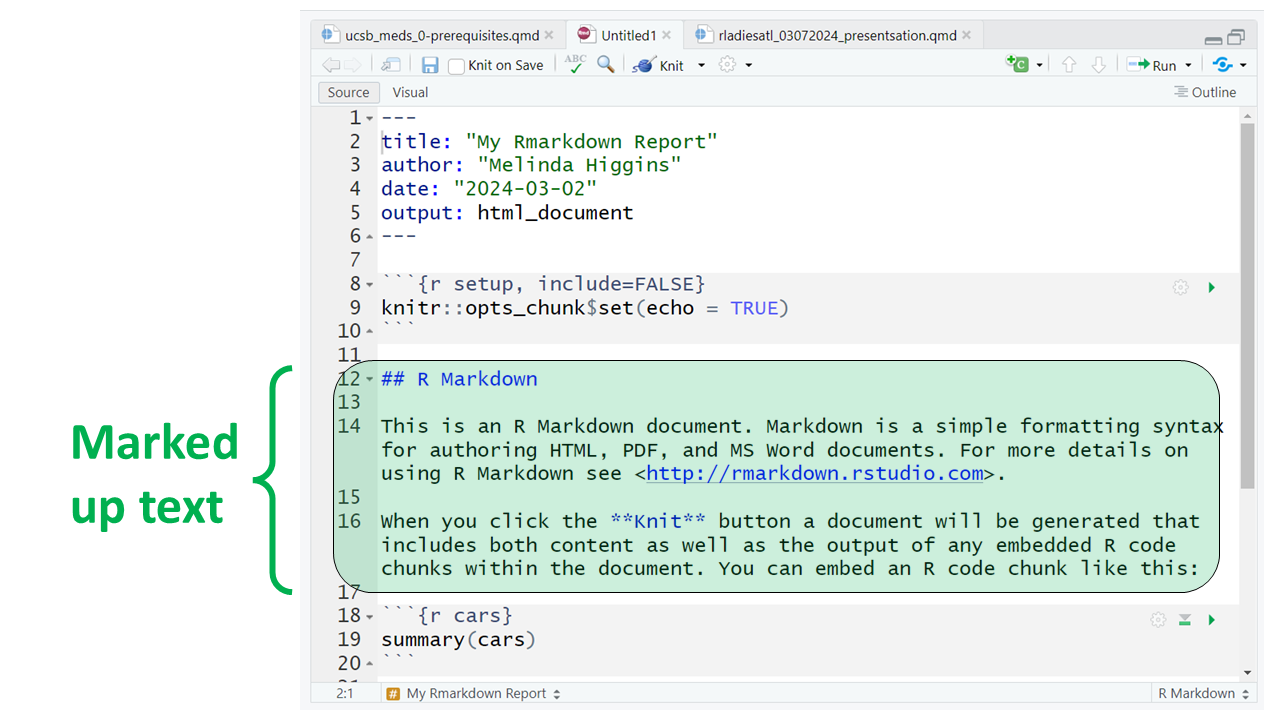 ucsb_meds_0-prerequisites.qmd × Untitled1 × rladiesatl_03072024_presentsation.qmd ×
Knit on Save ABC Knit Run
Source Visual Outline
1 ---
2 title: "My Rmarkdown Report"
3 author: "Melinda Higgins"
4 date: "2024-03-02"
5 output: html_document
6 ---
7
8 ```{r setup, include=FALSE}
9 knitr::opts_chunk$set(echo = TRUE)
10 ```
11
12 ## R Markdown
13
14 This is an R Markdown document. Markdown is a simple formatting syntax
for authoring HTML, PDF, and MS Word documents. For more details on
using R Markdown see <http://rmarkdown.rstudio.com>.
15
16 When you click the **Knit** button a document will be generated that
includes both content as well as the output of any embedded R code
chunks within the document. You can embed an R code chunk like this:
17
18 ```{r cars}
19 summary(cars)
20 ```
2:1 # My Rmarkdown Report R Markdown
Marked
up text